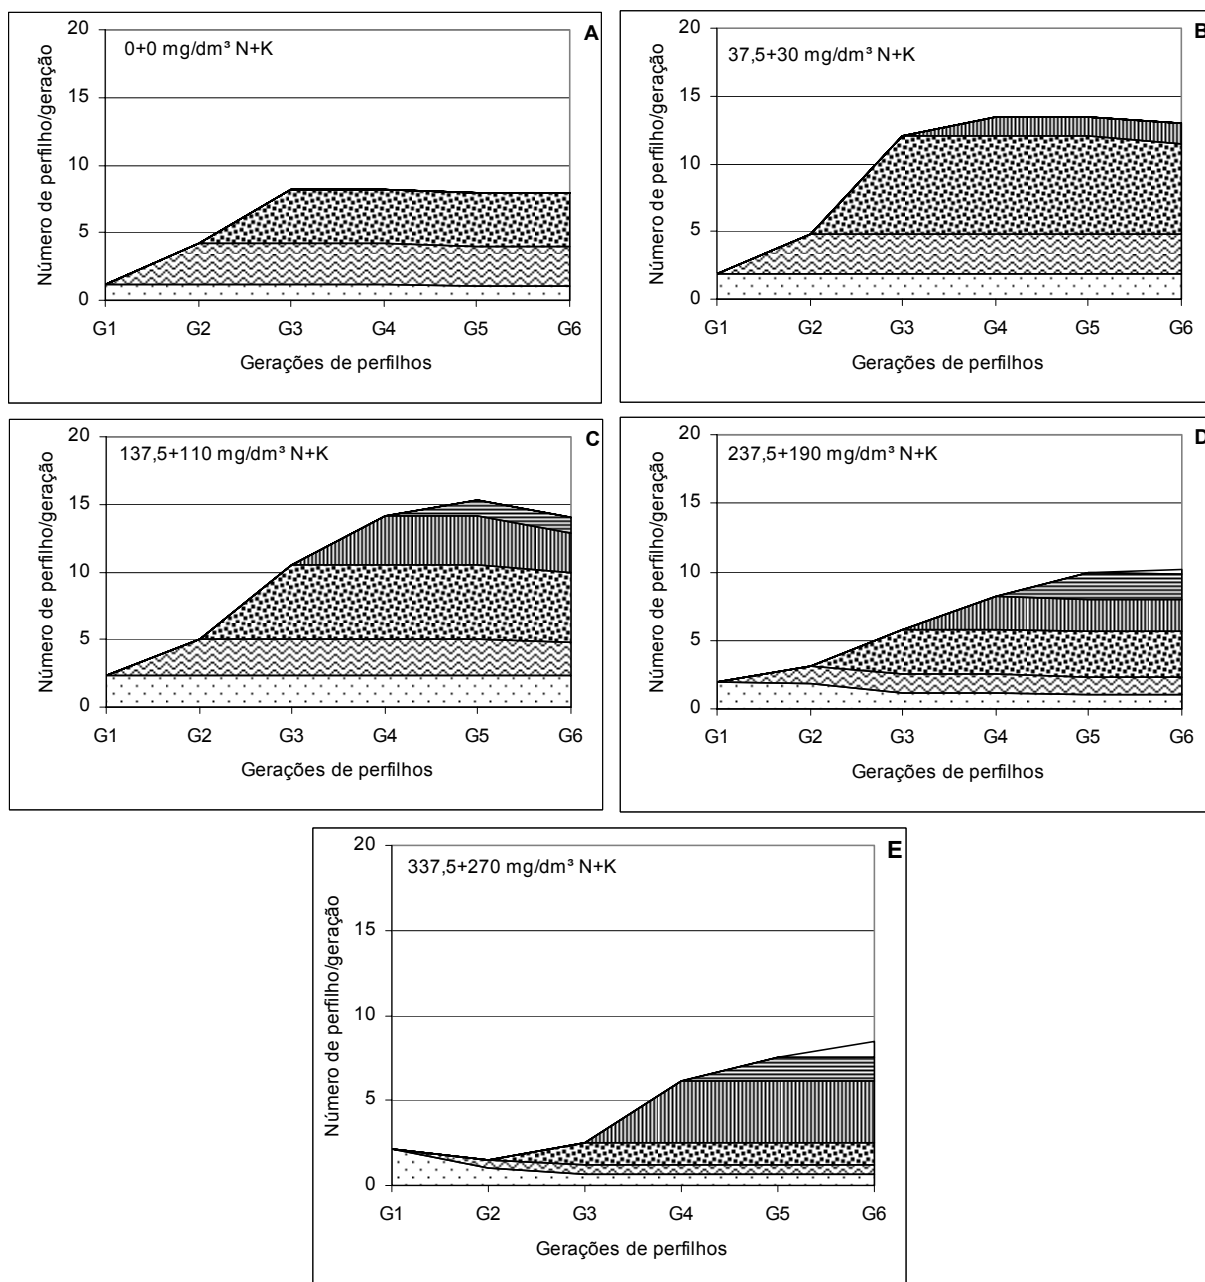 A
0+0 mg/dm³ N+K
Número de perfilho/geração
20
15
10
5
0
G1 G2 G3 G4 G5 G6
Gerações de perfilhos
B
37,5+30 mg/dm³ N+K
Número de perfilho/geração
20
15
10
5
0
G1 G2 G3 G4 G5 G6
Gerações de perfilhos
C
137,5+110 mg/dm³ N+K
Número de perfilho/geração
20
15
10
5
0
G1 G2 G3 G4 G5 G6
Gerações de perfilhos
D
237,5+190 mg/dm³ N+K
Número de perfilho/geração
20
15
10
5
0
G1 G2 G3 G4 G5 G6
Gerações de perfilhos
E
337,5+270 mg/dm³ N+K
Número de perfilho/geração
20
15
10
5
0
G1 G2 G3 G4 G5 G6
Gerações de perfilhos